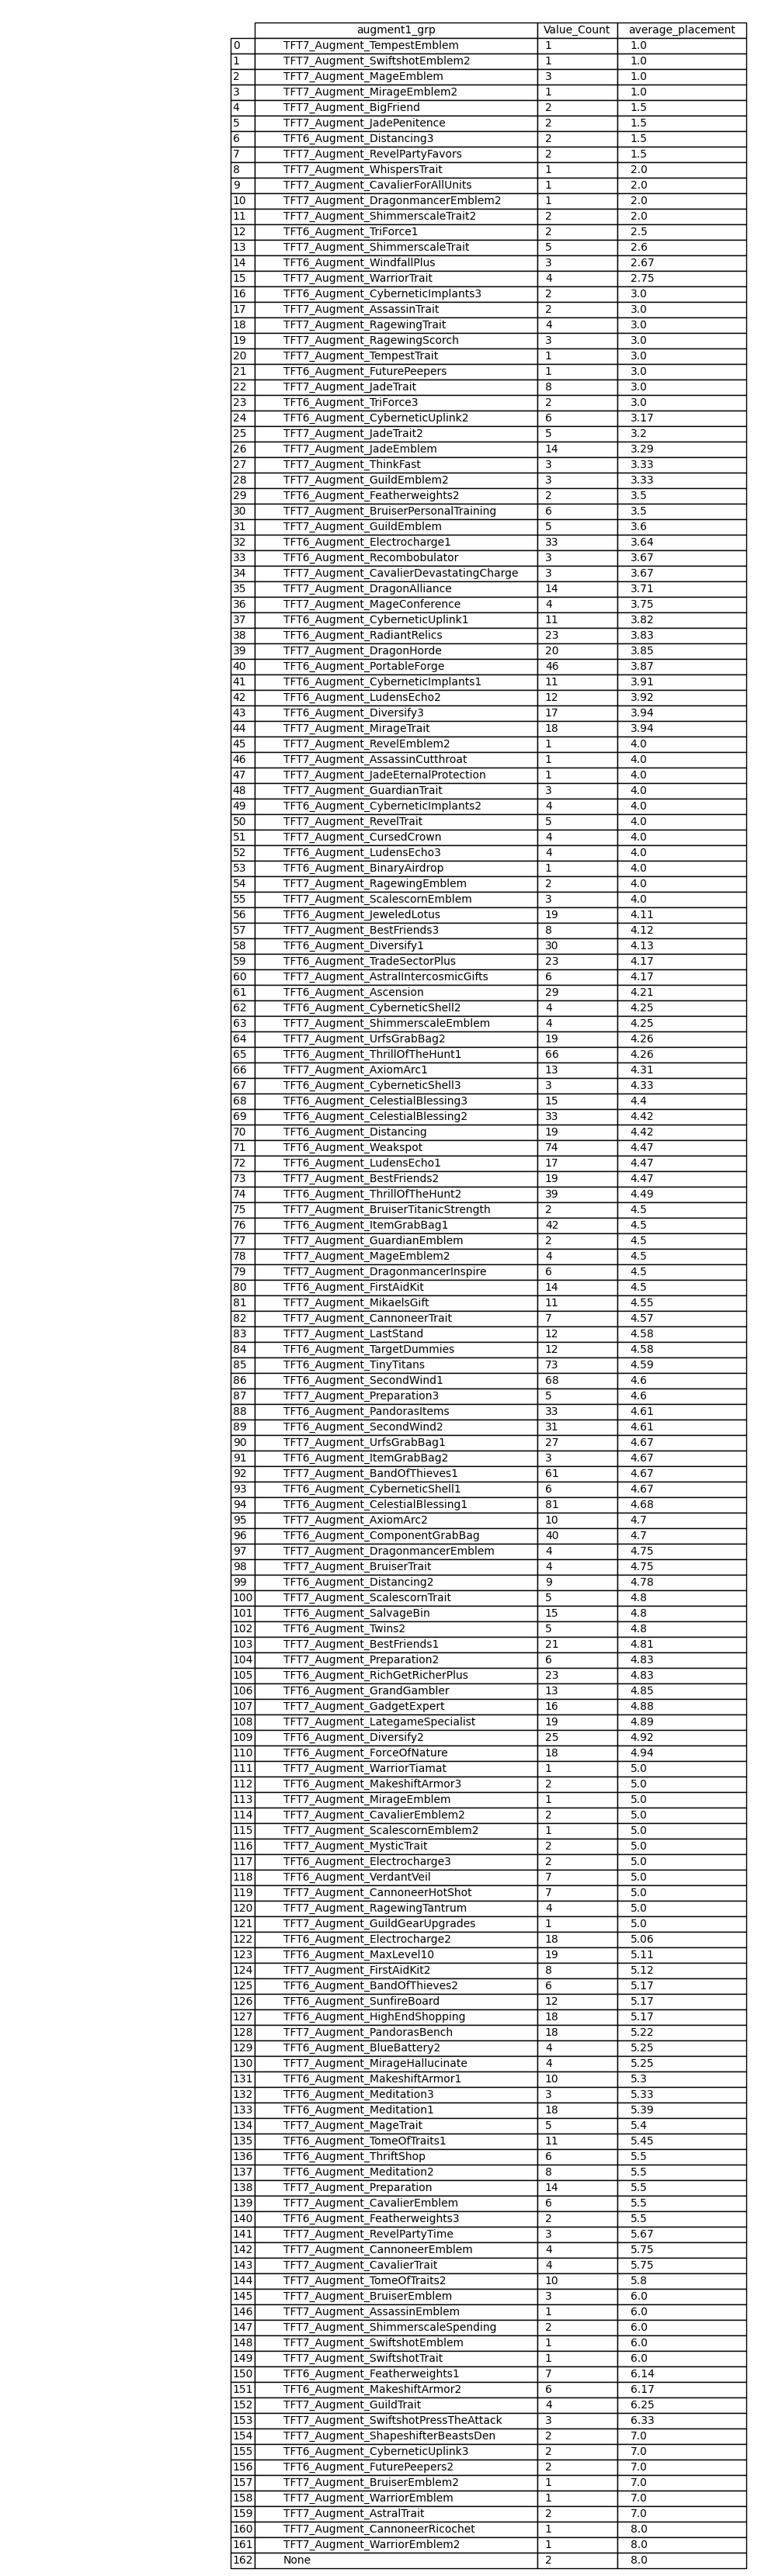 augment1_grp Value_Count average_placement
0 TFT7_Augment_TempestEmblem 1 1.0
1 TFT7_Augment_SwiftshotEmblem2 1 1.0
2 TFT7_Augment_MageEmblem 3 1.0
3 TFT7_Augment_MirageEmblem2 1 1.0
4 TFT7_Augment_BigFriend 2 1.5
5 TFT7_Augment_JadePenitence 2 1.5
6 TFT6_Augment_Distancing3 2 1.5
7 TFT7_Augment_RevelPartyFavors 2 1.5
8 TFT7_Augment_WhispersTrait 1 2.0
9 TFT7_Augment_CavalierForAllUnits 1 2.0
10 TFT7_Augment_DragonmancerEmblem2 1 2.0
11 TFT7_Augment_ShimmerscaleTrait2 2 2.0
12 TFT6_Augment_TriForce1 2 2.5
13 TFT7_Augment_ShimmerscaleTrait 5 2.6
14 TFT6_Augment_WindfallPlus 3 2.67
15 TFT7_Augment_WarriorTrait 4 2.75
16 TFT6_Augment_CyberneticImplants3 2 3.0
17 TFT7_Augment_AssassinTrait 2 3.0
18 TFT7_Augment_RagewingTrait 4 3.0
19 TFT7_Augment_RagewingScorch 3 3.0
20 TFT7_Augment_TempestTrait 1 3.0
21 TFT6_Augment_FuturePeepers 1 3.0
22 TFT7_Augment_JadeTrait 8 3.0
23 TFT6_Augment_TriForce3 2 3.0
24 TFT6_Augment_CyberneticUplink2 6 3.17
25 TFT7_Augment_JadeTrait2 5 3.2
26 TFT7_Augment_JadeEmblem 14 3.29
27 TFT7_Augment_ThinkFast 3 3.33
28 TFT7_Augment_GuildEmblem2 3 3.33
29 TFT6_Augment_Featherweights2 2 3.5
30 TFT7_Augment_BruiserPersonalTraining 6 3.5
31 TFT7_Augment_GuildEmblem 5 3.6
32 TFT6_Augment_Electrocharge1 33 3.64
33 TFT6_Augment_Recombobulator 3 3.67
34 TFT7_Augment_CavalierDevastatingCharge 3 3.67
35 TFT7_Augment_DragonAlliance 14 3.71
36 TFT7_Augment_MageConference 4 3.75
37 TFT6_Augment_CyberneticUplink1 11 3.82
38 TFT6_Augment_RadiantRelics 23 3.83
39 TFT7_Augment_DragonHorde 20 3.85
40 TFT6_Augment_PortableForge 46 3.87
41 TFT6_Augment_CyberneticImplants1 11 3.91
42 TFT6_Augment_LudensEcho2 12 3.92
43 TFT6_Augment_Diversify3 17 3.94
44 TFT7_Augment_MirageTrait 18 3.94
45 TFT7_Augment_RevelEmblem2 1 4.0
46 TFT7_Augment_AssassinCutthroat 1 4.0
47 TFT7_Augment_JadeEternalProtection 1 4.0
48 TFT7_Augment_GuardianTrait 3 4.0
49 TFT6_Augment_CyberneticImplants2 4 4.0
50 TFT7_Augment_RevelTrait 5 4.0
51 TFT7_Augment_CursedCrown 4 4.0
52 TFT6_Augment_LudensEcho3 4 4.0
53 TFT6_Augment_BinaryAirdrop 1 4.0
54 TFT7_Augment_RagewingEmblem 2 4.0
55 TFT7_Augment_ScalescornEmblem 3 4.0
56 TFT6_Augment_JeweledLotus 19 4.11
57 TFT7_Augment_BestFriends3 8 4.12
58 TFT6_Augment_Diversify1 30 4.13
59 TFT6_Augment_TradeSectorPlus 23 4.17
60 TFT7_Augment_AstralIntercosmicGifts 6 4.17
61 TFT6_Augment_Ascension 29 4.21
62 TFT6_Augment_CyberneticShell2 4 4.25
63 TFT7_Augment_ShimmerscaleEmblem 4 4.25
64 TFT7_Augment_UrfsGrabBag2 19 4.26
65 TFT6_Augment_ThrillOfTheHunt1 66 4.26
66 TFT7_Augment_AxiomArc1 13 4.31
67 TFT6_Augment_CyberneticShell3 3 4.33
68 TFT6_Augment_CelestialBlessing3 15 4.4
69 TFT6_Augment_CelestialBlessing2 33 4.42
70 TFT6_Augment_Distancing 19 4.42
71 TFT6_Augment_Weakspot 74 4.47
72 TFT6_Augment_LudensEcho1 17 4.47
73 TFT7_Augment_BestFriends2 19 4.47
74 TFT6_Augment_ThrillOfTheHunt2 39 4.49
75 TFT7_Augment_BruiserTitanicStrength 2 4.5
76 TFT6_Augment_ItemGrabBag1 42 4.5
77 TFT7_Augment_GuardianEmblem 2 4.5
78 TFT7_Augment_MageEmblem2 4 4.5
79 TFT7_Augment_DragonmancerInspire 6 4.5
80 TFT6_Augment_FirstAidKit 14 4.5
81 TFT7_Augment_MikaelsGift 11 4.55
82 TFT7_Augment_CannoneerTrait 7 4.57
83 TFT7_Augment_LastStand 12 4.58
84 TFT6_Augment_TargetDummies 12 4.58
85 TFT6_Augment_TinyTitans 73 4.59
86 TFT6_Augment_SecondWind1 68 4.6
87 TFT7_Augment_Preparation3 5 4.6
88 TFT6_Augment_PandorasItems 33 4.61
89 TFT6_Augment_SecondWind2 31 4.61
90 TFT7_Augment_UrfsGrabBag1 27 4.67
91 TFT6_Augment_ItemGrabBag2 3 4.67
92 TFT7_Augment_BandOfThieves1 61 4.67
93 TFT6_Augment_CyberneticShell1 6 4.67
94 TFT6_Augment_CelestialBlessing1 81 4.68
95 TFT7_Augment_AxiomArc2 10 4.7
96 TFT6_Augment_ComponentGrabBag 40 4.7
97 TFT7_Augment_DragonmancerEmblem 4 4.75
98 TFT7_Augment_BruiserTrait 4 4.75
99 TFT6_Augment_Distancing2 9 4.78
100 TFT7_Augment_ScalescornTrait 5 4.8
101 TFT6_Augment_SalvageBin 15 4.8
102 TFT6_Augment_Twins2 5 4.8
103 TFT7_Augment_BestFriends1 21 4.81
104 TFT7_Augment_Preparation2 6 4.83
105 TFT6_Augment_RichGetRicherPlus 23 4.83
106 TFT6_Augment_GrandGambler 13 4.85
107 TFT7_Augment_GadgetExpert 16 4.88
108 TFT7_Augment_LategameSpecialist 19 4.89
109 TFT6_Augment_Diversify2 25 4.92
110 TFT6_Augment_ForceOfNature 18 4.94
111 TFT7_Augment_WarriorTiamat 1 5.0
112 TFT6_Augment_MakeshiftArmor3 2 5.0
113 TFT7_Augment_MirageEmblem 1 5.0
114 TFT7_Augment_CavalierEmblem2 2 5.0
115 TFT7_Augment_ScalescornEmblem2 1 5.0
116 TFT7_Augment_MysticTrait 2 5.0
117 TFT6_Augment_Electrocharge3 2 5.0
118 TFT6_Augment_VerdantVeil 7 5.0
119 TFT7_Augment_CannoneerHotShot 7 5.0
120 TFT7_Augment_RagewingTantrum 4 5.0
121 TFT7_Augment_GuildGearUpgrades 1 5.0
122 TFT6_Augment_Electrocharge2 18 5.06
123 TFT6_Augment_MaxLevel10 19 5.11
124 TFT7_Augment_FirstAidKit2 8 5.12
125 TFT6_Augment_BandOfThieves2 6 5.17
126 TFT6_Augment_SunfireBoard 12 5.17
127 TFT6_Augment_HighEndShopping 18 5.17
128 TFT7_Augment_PandorasBench 18 5.22
129 TFT6_Augment_BlueBattery2 4 5.25
130 TFT7_Augment_MirageHallucinate 4 5.25
131 TFT6_Augment_MakeshiftArmor1 10 5.3
132 TFT6_Augment_Meditation3 3 5.33
133 TFT6_Augment_Meditation1 18 5.39
134 TFT7_Augment_MageTrait 5 5.4
135 TFT6_Augment_TomeOfTraits1 11 5.45
136 TFT6_Augment_ThriftShop 6 5.5
137 TFT6_Augment_Meditation2 8 5.5
138 TFT7_Augment_Preparation 14 5.5
139 TFT7_Augment_CavalierEmblem 6 5.5
140 TFT6_Augment_Featherweights3 2 5.5
141 TFT7_Augment_RevelPartyTime 3 5.67
142 TFT7_Augment_CannoneerEmblem 4 5.75
143 TFT7_Augment_CavalierTrait 4 5.75
144 TFT7_Augment_TomeOfTraits2 10 5.8
145 TFT7_Augment_BruiserEmblem 3 6.0
146 TFT7_Augment_AssassinEmblem 1 6.0
147 TFT7_Augment_ShimmerscaleSpending 2 6.0
148 TFT7_Augment_SwiftshotEmblem 1 6.0
149 TFT7_Augment_SwiftshotTrait 1 6.0
150 TFT6_Augment_Featherweights1 7 6.14
151 TFT6_Augment_MakeshiftArmor2 6 6.17
152 TFT7_Augment_GuildTrait 4 6.25
153 TFT7_Augment_SwiftshotPressTheAttack 3 6.33
154 TFT7_Augment_ShapeshifterBeastsDen 2 7.0
155 TFT6_Augment_CyberneticUplink3 2 7.0
156 TFT6_Augment_FuturePeepers2 2 7.0
157 TFT7_Augment_BruiserEmblem2 1 7.0
158 TFT7_Augment_WarriorEmblem 1 7.0
159 TFT7_Augment_AstralTrait 2 7.0
160 TFT7_Augment_CannoneerRicochet 1 8.0
161 TFT7_Augment_WarriorEmblem2 1 8.0
162 None 2 8.0